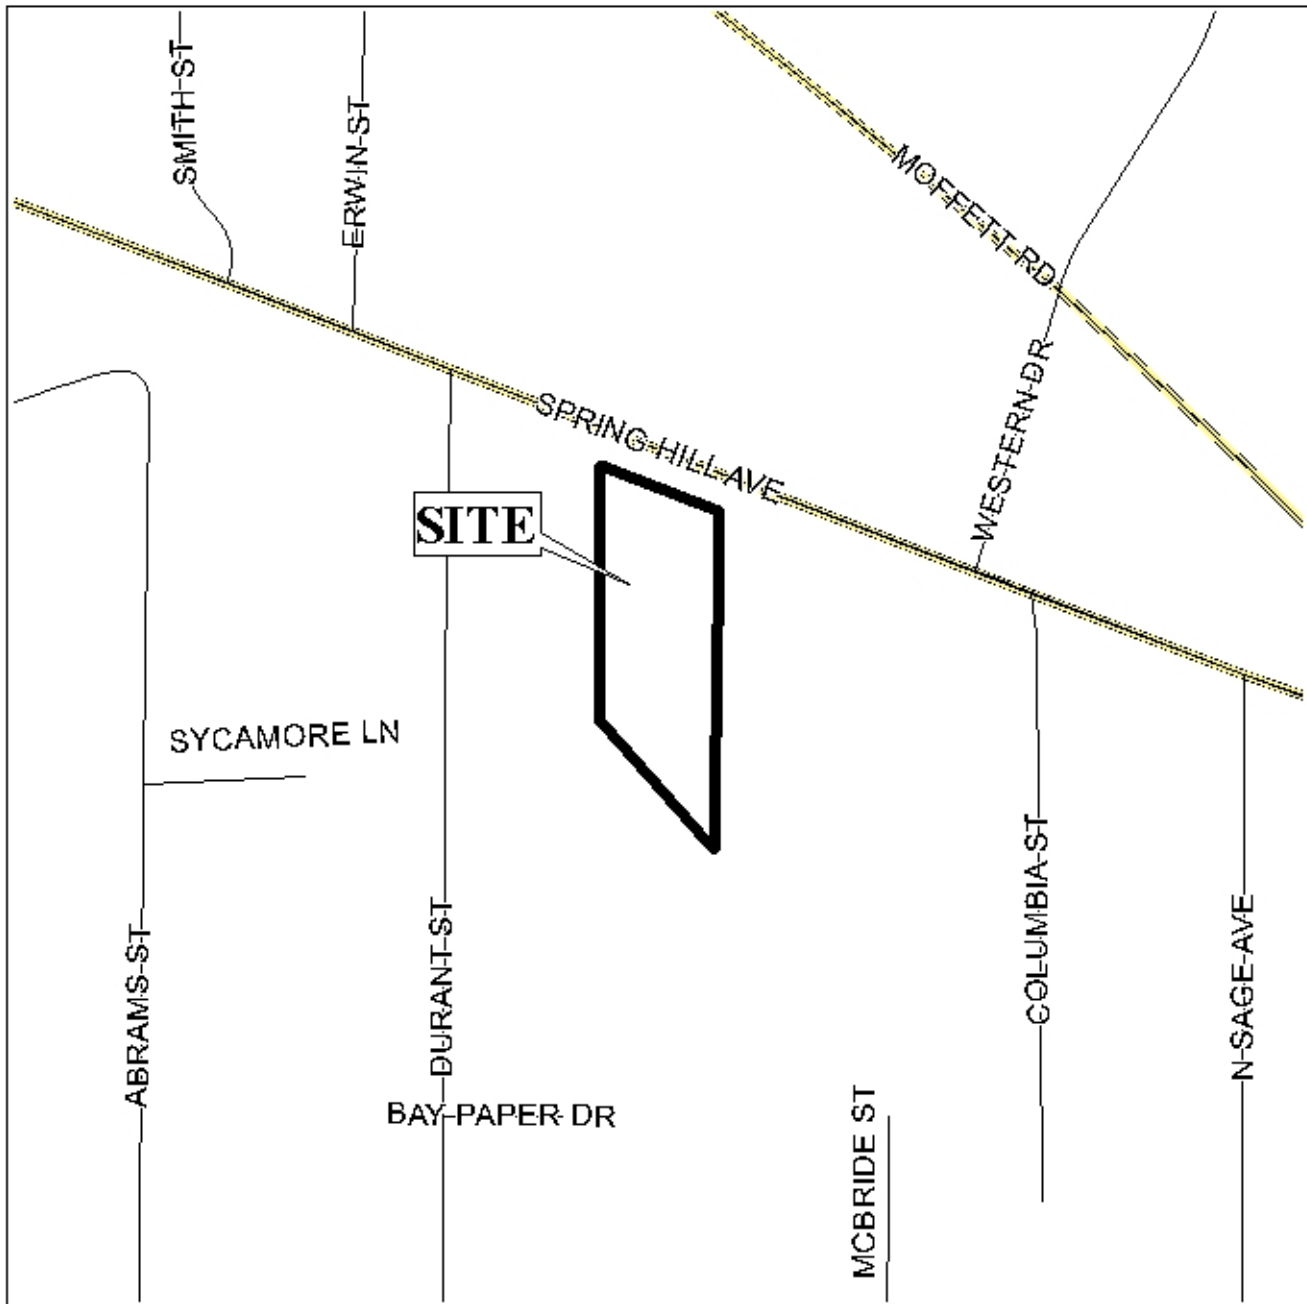 SMITH ST
ERWIN ST
MOFFETT RD
WESTERN DR
SPRING HILL AVE
SITE
SYCAMORE LN
ABRAMS ST
DURANT ST
COLUMBIA ST
N SAGE AVE
BAY PAPER DR
MCBRIDE ST